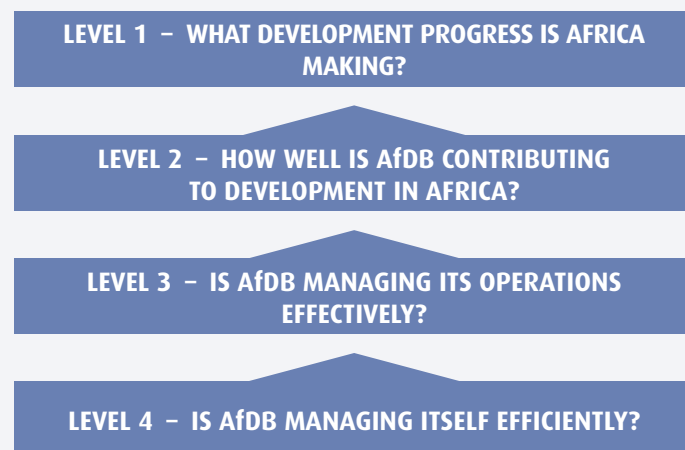 LEVEL 1 – WHAT DEVELOPMENT PROGRESS IS AFRICA
MAKING?
LEVEL 2 – HOW WELL IS AfDB CONTRIBUTING
TO DEVELOPMENT IN AFRICA?
LEVEL 3 – IS AfDB MANAGING ITS OPERATIONS
EFFECTIVELY?
LEVEL 4 – IS AfDB MANAGING ITSELF EFFICIENTLY?